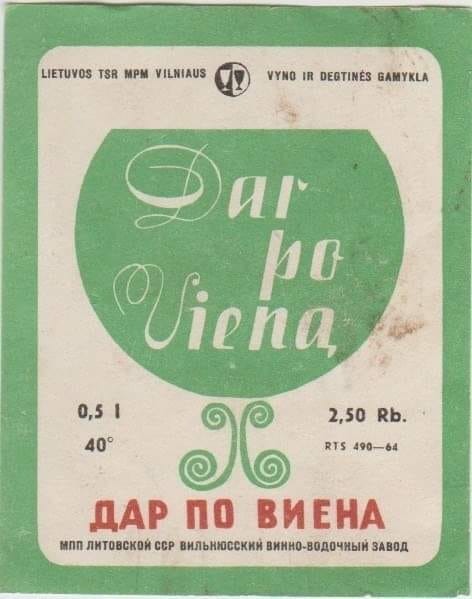 LIETUVOS TSR MPM VILNIAUS VYNO IR DEGTINĖS GAMYKLA
Dar
po
Vieną
0,5 l 2,50 Rb.
40° RTS 490—64
ДАР ПО ВИЕНА
МПП ЛИТОВСКОЙ ССР ВИЛЬНЮССКИЙ ВИННО-ВОДОЧНЫЙ ЗАВОД